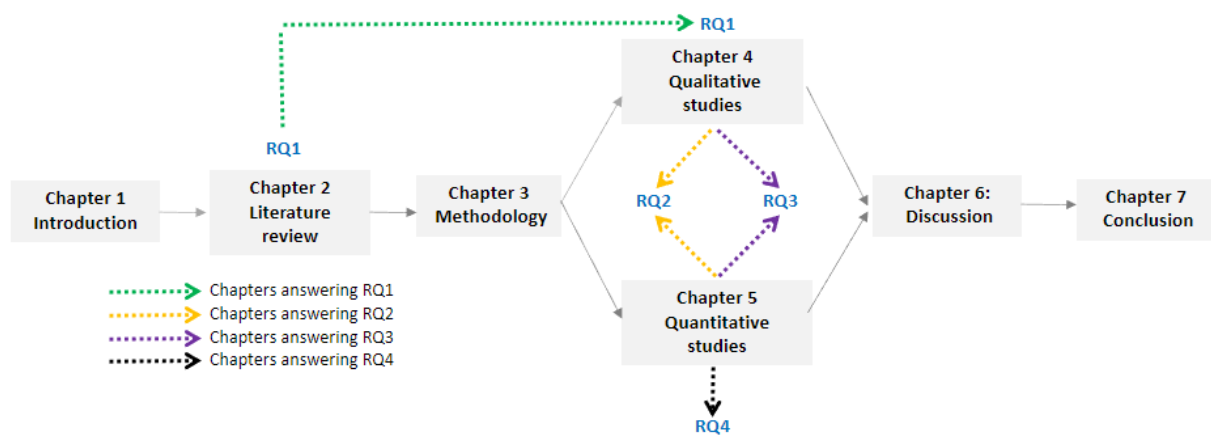 RQ1
Chapter 4
Qualitative
studies
RQ1
Chapter 1
Introduction
Chapter 2
Literature
review
Chapter 3
Methodology
RQ2
RQ3
Chapter 6:
Discussion
Chapter 7
Conclusion
Chapter 5
Quantitative
studies
RQ4
Chapters answering RQ1
Chapters answering RQ2
Chapters answering RQ3
Chapters answering RQ4